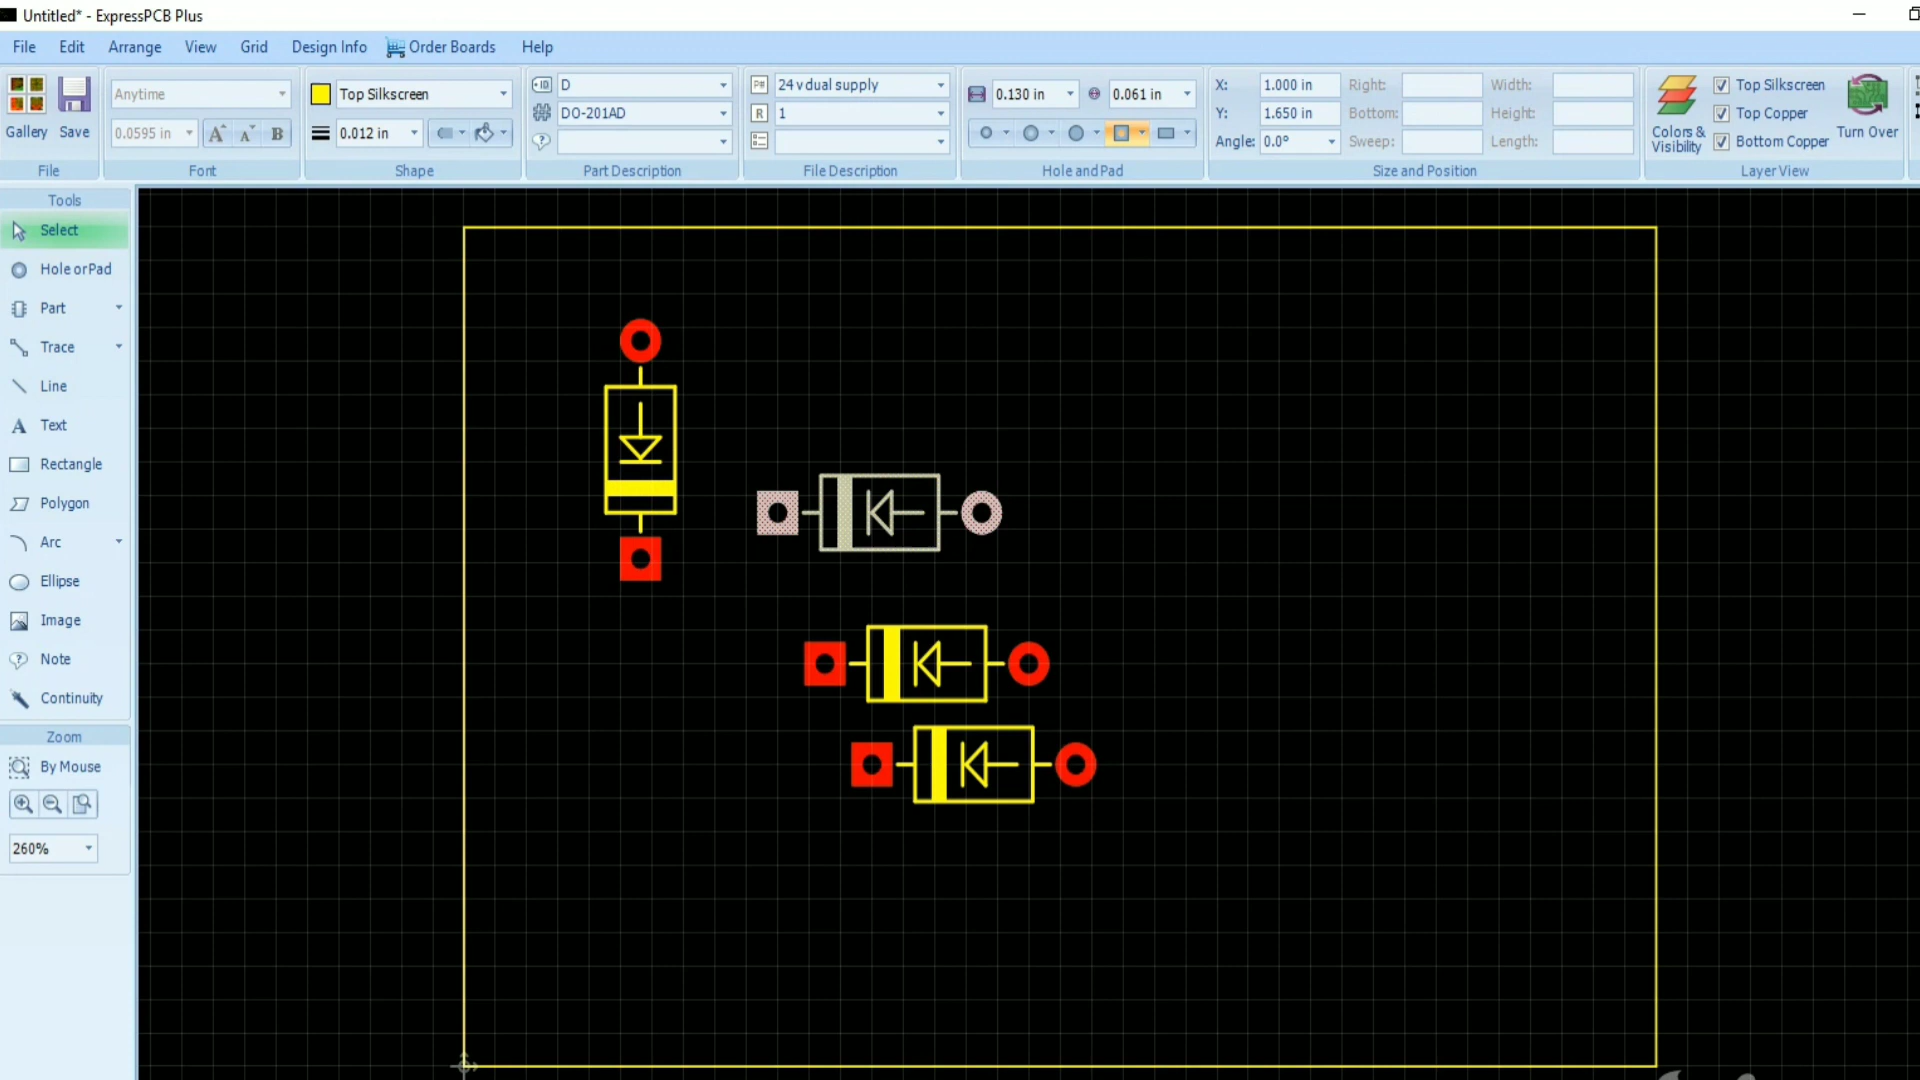 Untitled* - ExpressPCB Plus
File Edit Arrange View Grid Design Info Order Boards Help
Gallery Save
File
Anytime
0.0595 in A A B
Font
Top Silkscreen
0.012 in
Shape
ID D
DO-201AD
?
Part Description
P# 24 v dual supply
R 1
File Description
0.130 in 0.061 in
Hole and Pad
X: 1.000 in Right: Width:
Y: 1.650 in Bottom: Height:
Angle: 0.0° Sweep: Length:
Size and Position
Colors & Visibility
Top Silkscreen
Top Copper
Bottom Copper
Turn Over
Layer View
Tools
Select
Hole or Pad
Part
Trace
Line
A Text
Rectangle
Polygon
Arc
Ellipse
Image
? Note
Continuity
Zoom
By Mouse
260%